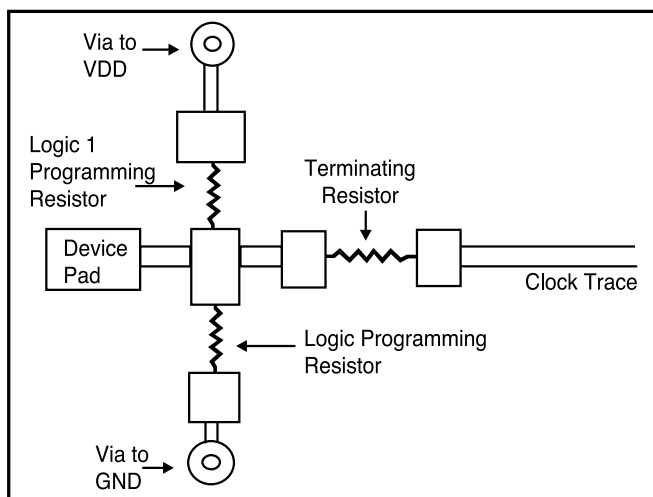 Via to
VDD
Logic 1
Programming
Resistor
Terminating
Resistor
Device
Pad
Clock Trace
Logic Programming
Resistor
Via to
GND